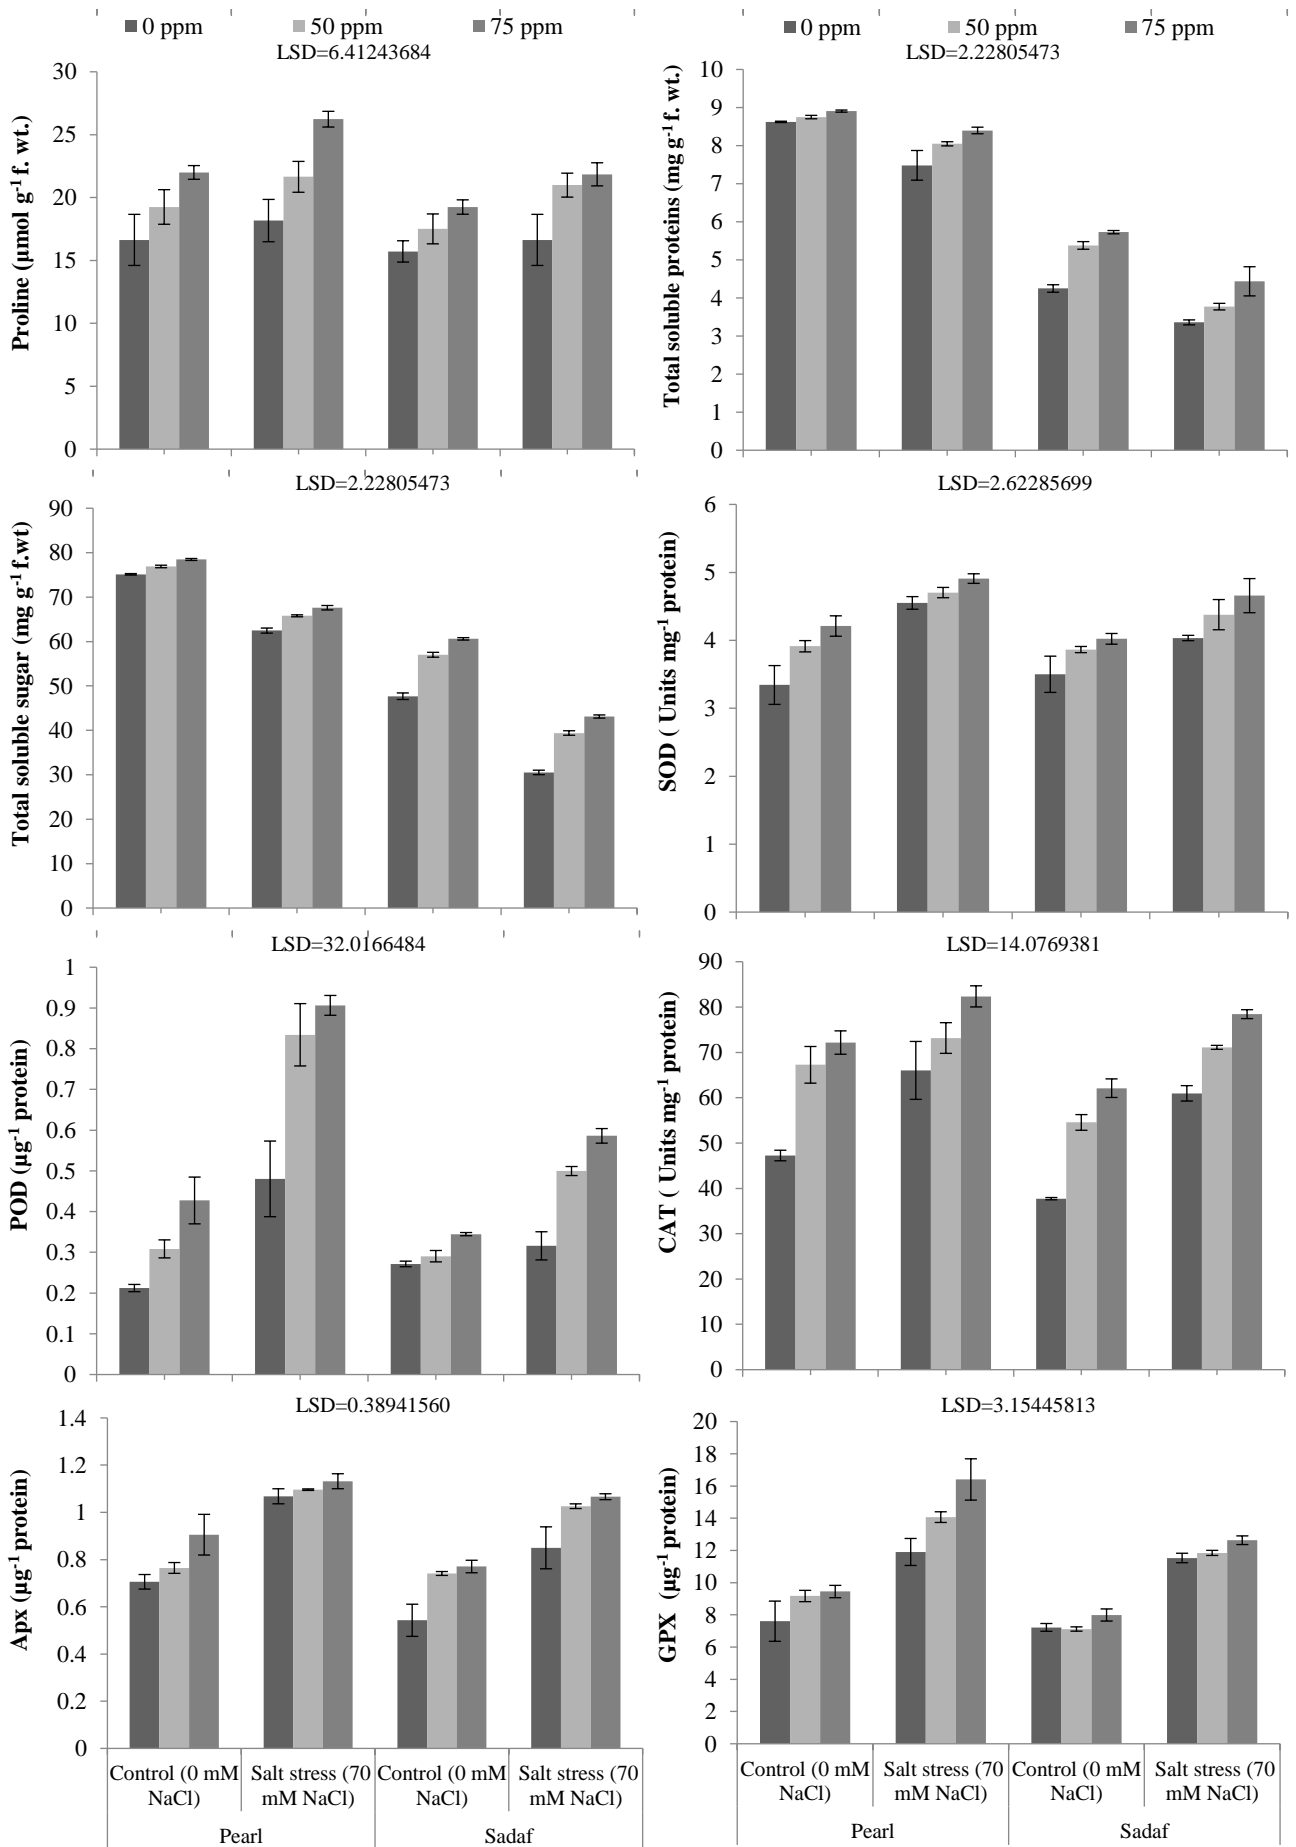 0 ppm 50 ppm 75 ppm
LSD=6.41243684
Proline (µmol g⁻¹ f. wt.)
30
25
20
15
10
5
0
0 ppm 50 ppm 75 ppm
LSD=2.22805473
Total soluble proteins (mg g⁻¹ f. wt.)
10
9
8
7
6
5
4
3
2
1
0
LSD=2.22805473
Total soluble sugar (mg g⁻¹ f.wt)
90
80
70
60
50
40
30
20
10
0
LSD=2.62285699
SOD ( Units mg⁻¹ protein)
6
5
4
3
2
1
0
LSD=32.0166484
POD (µg⁻¹ protein)
1
0.9
0.8
0.7
0.6
0.5
0.4
0.3
0.2
0.1
0
LSD=14.0769381
CAT ( Units mg⁻¹ protein)
90
80
70
60
50
40
30
20
10
0
LSD=0.38941560
Apx (µg⁻¹ protein)
1.4
1.2
1
0.8
0.6
0.4
0.2
0
Control (0 mM NaCl)
Salt stress (70 mM NaCl)
Control (0 mM NaCl)
Salt stress (70 mM NaCl)
Pearl Sadaf
LSD=3.15445813
GPX (µg⁻¹ protein)
20
18
16
14
12
10
8
6
4
2
0
Control (0 mM NaCl)
Salt stress (70 mM NaCl)
Control (0 mM NaCl)
Salt stress (70 mM NaCl)
Pearl Sadaf